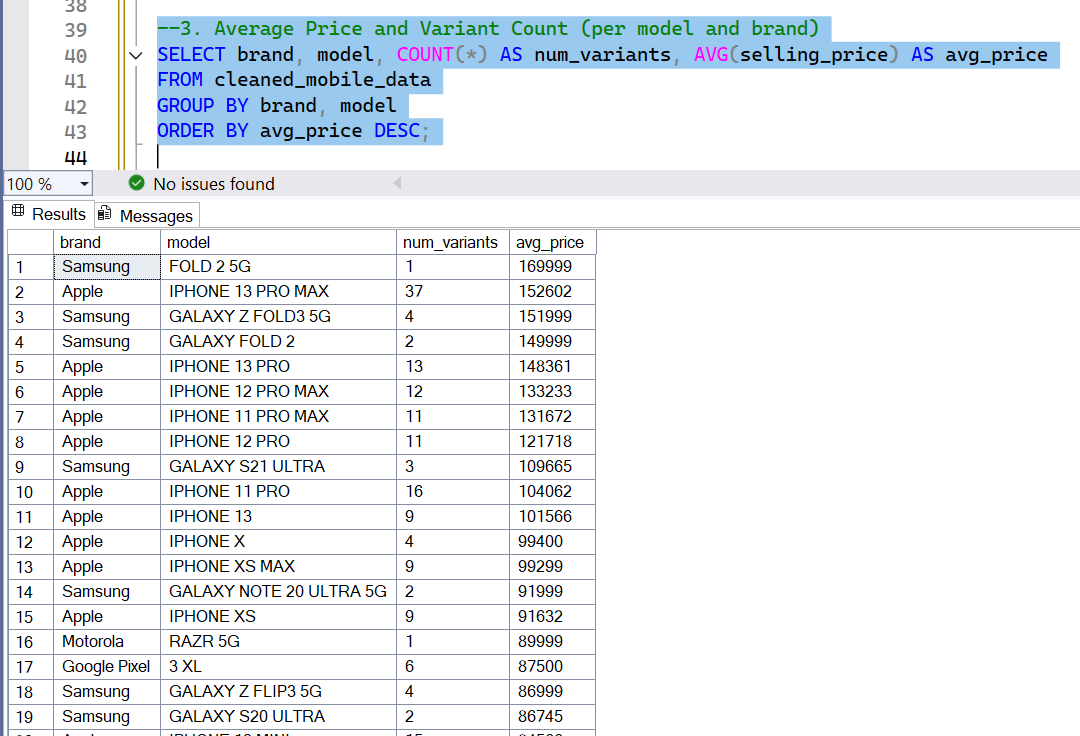 38
39 --3. Average Price and Variant Count (per model and brand)
40 SELECT brand, model, COUNT(*) AS num_variants, AVG(selling_price) AS avg_price
41 FROM cleaned_mobile_data
42 GROUP BY brand, model
43 ORDER BY avg_price DESC;
44
100 % No issues found
Results Messages
brand model num_variants avg_price
1 Samsung FOLD 2 5G 1 169999
2 Apple IPHONE 13 PRO MAX 37 152602
3 Samsung GALAXY Z FOLD3 5G 4 151999
4 Samsung GALAXY FOLD 2 2 149999
5 Apple IPHONE 13 PRO 13 148361
6 Apple IPHONE 12 PRO MAX 12 133233
7 Apple IPHONE 11 PRO MAX 11 131672
8 Apple IPHONE 12 PRO 11 121718
9 Samsung GALAXY S21 ULTRA 3 109665
10 Apple IPHONE 11 PRO 16 104062
11 Apple IPHONE 13 9 101566
12 Apple IPHONE X 4 99400
13 Apple IPHONE XS MAX 9 99299
14 Samsung GALAXY NOTE 20 ULTRA 5G 2 91999
15 Apple IPHONE XS 9 91632
16 Motorola RAZR 5G 1 89999
17 Google Pixel 3 XL 6 87500
18 Samsung GALAXY Z FLIP3 5G 4 86999
19 Samsung GALAXY S20 ULTRA 2 86745